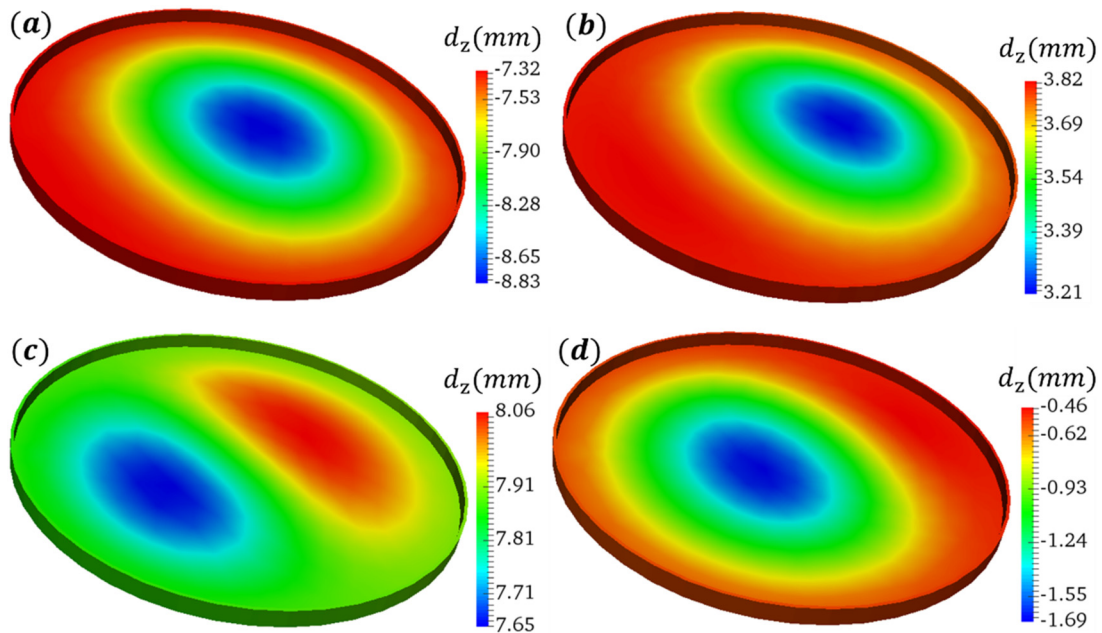 (a)
d_z(mm)
-7.32
-7.53
-7.90
-8.28
-8.65
-8.83
(b)
d_z(mm)
3.82
3.69
3.54
3.39
3.21
(c)
d_z(mm)
8.06
7.91
7.81
7.71
7.65
(d)
d_z(mm)
-0.46
-0.62
-0.93
-1.24
-1.55
-1.69